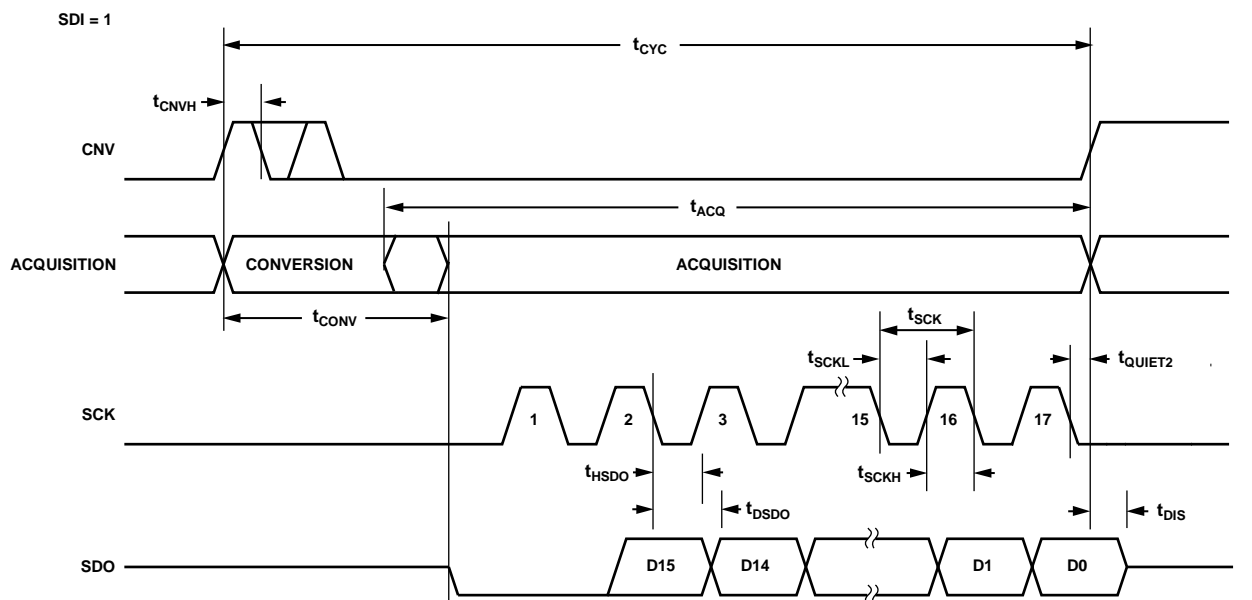 SDI = 1
tCYC
tCNVH
CNV
tACQ
ACQUISITION
CONVERSION
ACQUISITION
tCONV
tSCK
tSCKL
tQUIET2
SCK
1
2
3
15
16
17
tHSDO
tSCKH
tDSDO
tDIS
SDO
D15
D14
D1
D0